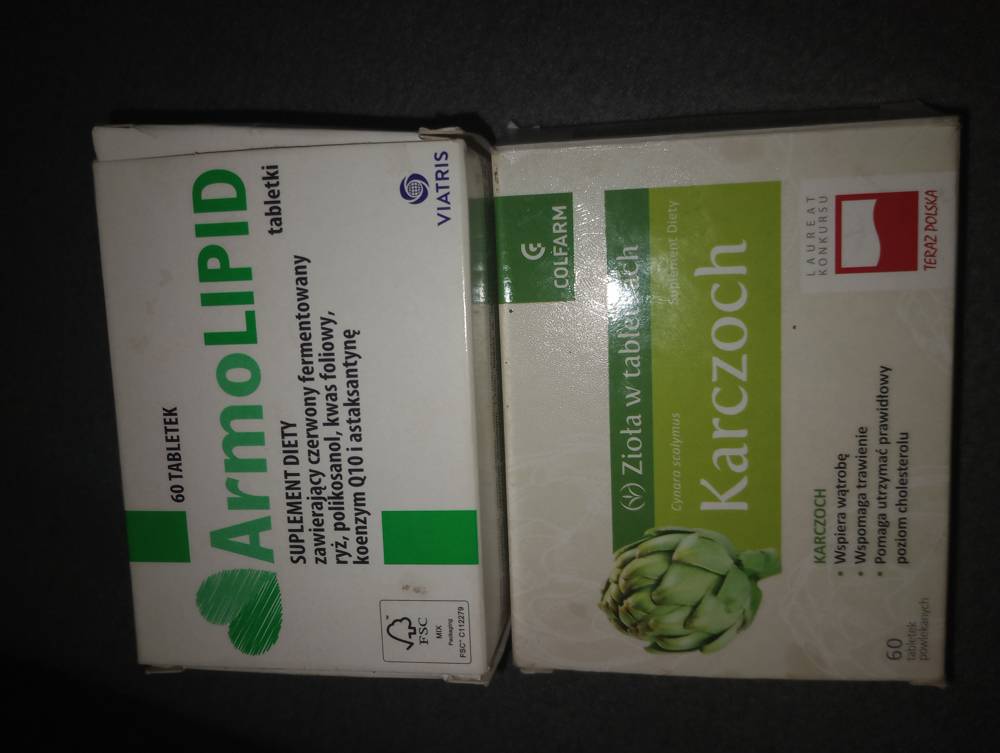 60 TABLETEK
ArmoLIPID
tabletki
SUPLEMENT DIETY
zawierający czerwony fermentowany
ryż, polikosanol, kwas foliowy,
koenzym Q10 i astaksantynę
VIATRIS
FSC
MIX
Packaging
FSC™ C112279
COLFARM
Zioła w tabletkach
Cynara scolymus
Suplement Diety
Karczoch
LAUREAT
KONKURSU
TERAZ POLSKA
KARCZOCH
• Wspiera wątrobę
• Wspomaga trawienie
• Pomaga utrzymać prawidłowy
poziom cholesterolu
60
tabletek
powlekanych